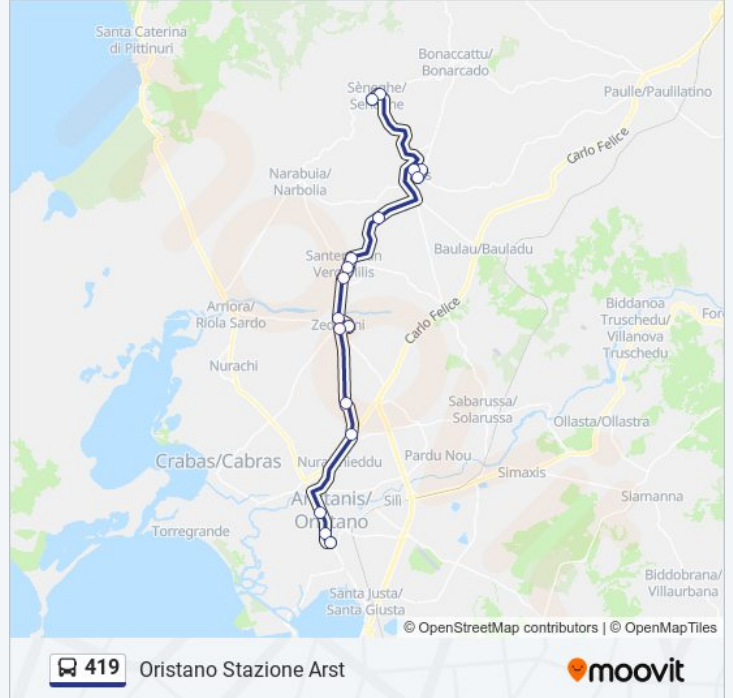 Santa Caterina
di Pittinuri
Bonaccattu/
Bonarcado
Sèneghe/
Paulle/Paulilatino
Carlo Felice
Narabuia/
Narbolia
Baulau/Bauladu
Arriora/
Riola Sardo
Carlo Felice
Biddanoa
Truschedu/
Villanova
Truschedu
For
Nurachi
Sabarussa/
Solarussa
Ollasta/Ollastra
Crabas/Cabras
Pardu Nou
Simaxis
Silì
Siamanna
Torregrande
Biddobrana/
Villaurbana
Santa Justa/
Santa Giusta
© OpenStreetMap contributors | © OpenMapTiles
419 Oristano Stazione Arst
moovit